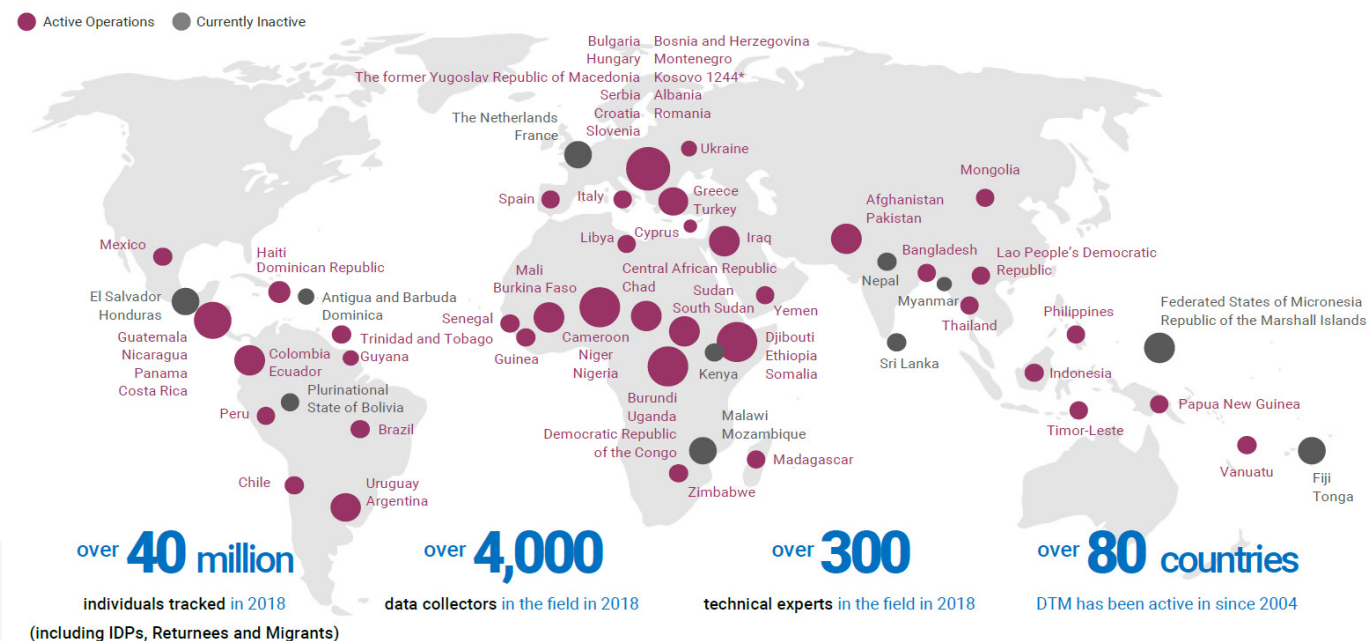 Active Operations
Currently Inactive
Bulgaria
Hungary
The former Yugoslav Republic of Macedonia
Serbia
Croatia
Slovenia
Bosnia and Herzegovina
Montenegro
Kosovo 1244*
Albania
Romania
The Netherlands
France
Ukraine
Spain
Italy
Greece
Turkey
Cyprus
Libya
Iraq
Afghanistan
Pakistan
Mongolia
Mexico
Haiti
Dominican Republic
El Salvador
Honduras
Antigua and Barbuda
Dominica
Guatemala
Nicaragua
Panama
Costa Rica
Trinidad and Tobago
Guyana
Colombia
Ecuador
Plurinational
State of Bolivia
Peru
Brazil
Chile
Uruguay
Argentina
Mali
Burkina Faso
Senegal
Guinea
Central African Republic
Chad
Sudan
South Sudan
Cameroon
Niger
Nigeria
Yemen
Djibouti
Ethiopia
Somalia
Kenya
Burundi
Uganda
Democratic Republic
of the Congo
Malawi
Mozambique
Madagascar
Zimbabwe
Bangladesh
Nepal
Myanmar
Lao People's Democratic
Republic
Thailand
Sri Lanka
Philippines
Indonesia
Timor-Leste
Federated States of Micronesia
Republic of the Marshall Islands
Papua New Guinea
Vanuatu
Fiji
Tonga
over 40 million
individuals tracked in 2018
(including IDPs, Returnees and Migrants)
over 4,000
data collectors in the field in 2018
over 300
technical experts in the field in 2018
over 80 countries
DTM has been active in since 2004